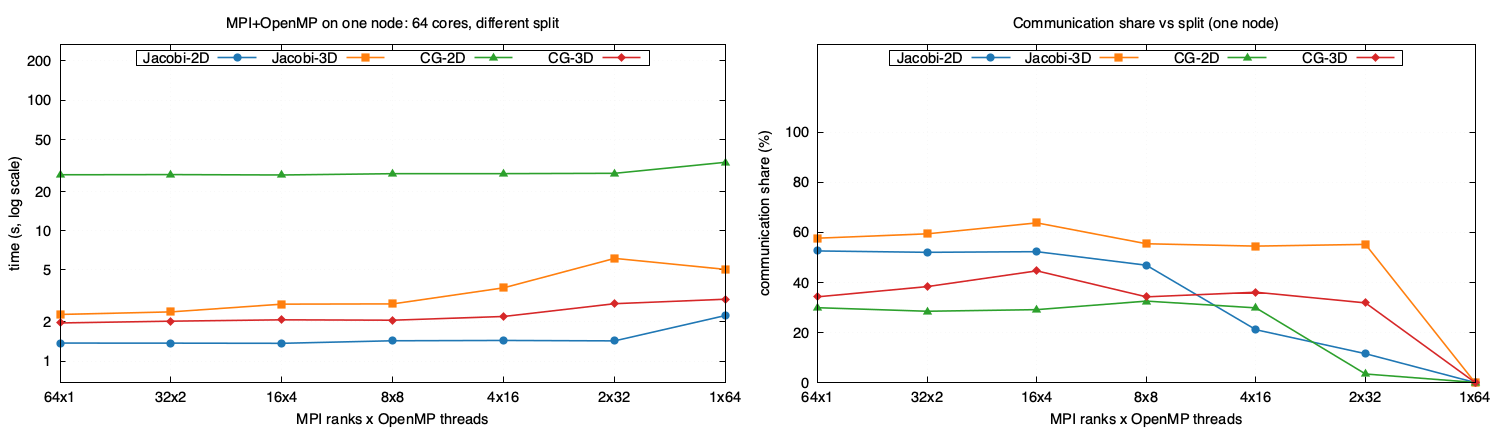 MPI+OpenMP on one node: 64 cores, different split
Jacobi-2D Jacobi-3D CG-2D CG-3D
200
100
50
20
10
5
2
1
time (s, log scale)
64x1 32x2 16x4 8x8 4x16 2x32 1x64
MPI ranks x OpenMP threads
Communication share vs split (one node)
Jacobi-2D Jacobi-3D CG-2D CG-3D
100
80
60
40
20
0
communication share (%)
64x1 32x2 16x4 8x8 4x16 2x32 1x64
MPI ranks x OpenMP threads